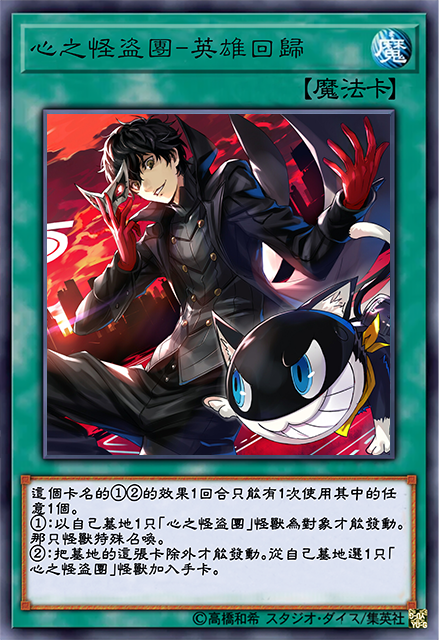 心之怪盜團-英雄回歸
魔
【魔法卡】
這個卡名的①②的效果1回合只能有1次使用其中的任
意1個。
①:以自己墓地1只「心之怪盜團」怪獸為對象才能發動。
那只怪獸特殊召喚。
②:把墓地的這張卡除外才能發動。從自己墓地選1只「
心之怪盜團」怪獸加入手卡。
©高橋和希 スタジオ・ダイス/集英社